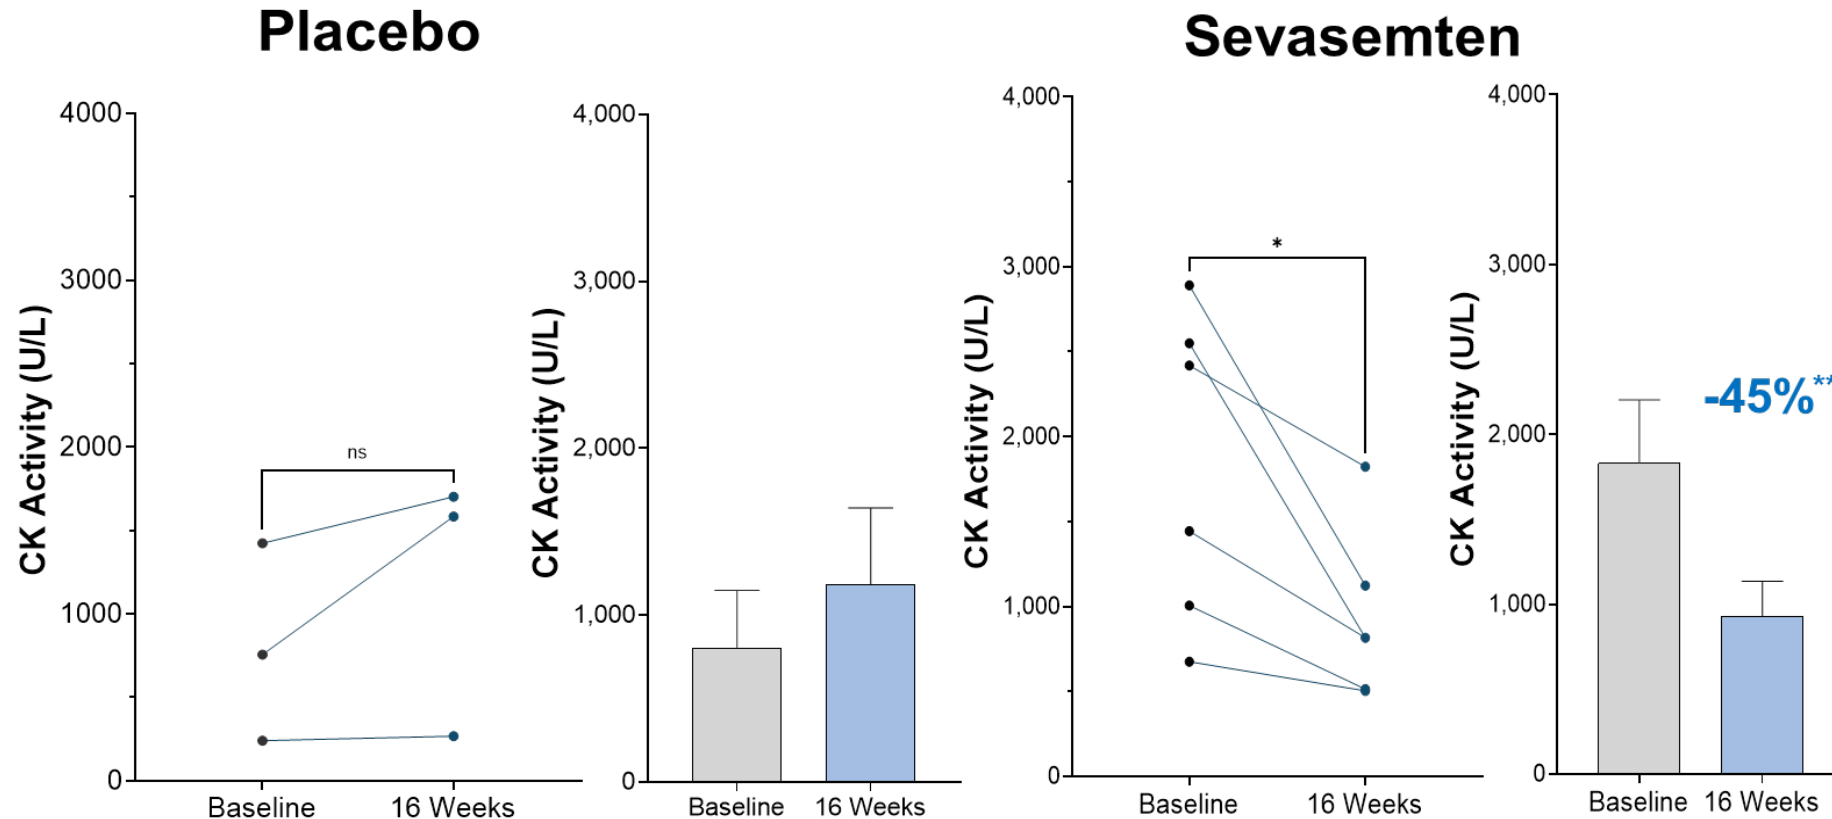 Placebo
Sevasemten
CK Activity (U/L)
4000
3000
2000
1000
0
ns
Baseline
16 Weeks
CK Activity (U/L)
4,000
3,000
2,000
1,000
0
Baseline
16 Weeks
CK Activity (U/L)
4,000
3,000
2,000
1,000
0
*
Baseline
16 Weeks
CK Activity (U/L)
4,000
3,000
2,000
1,000
0
-45%**
Baseline
16 Weeks